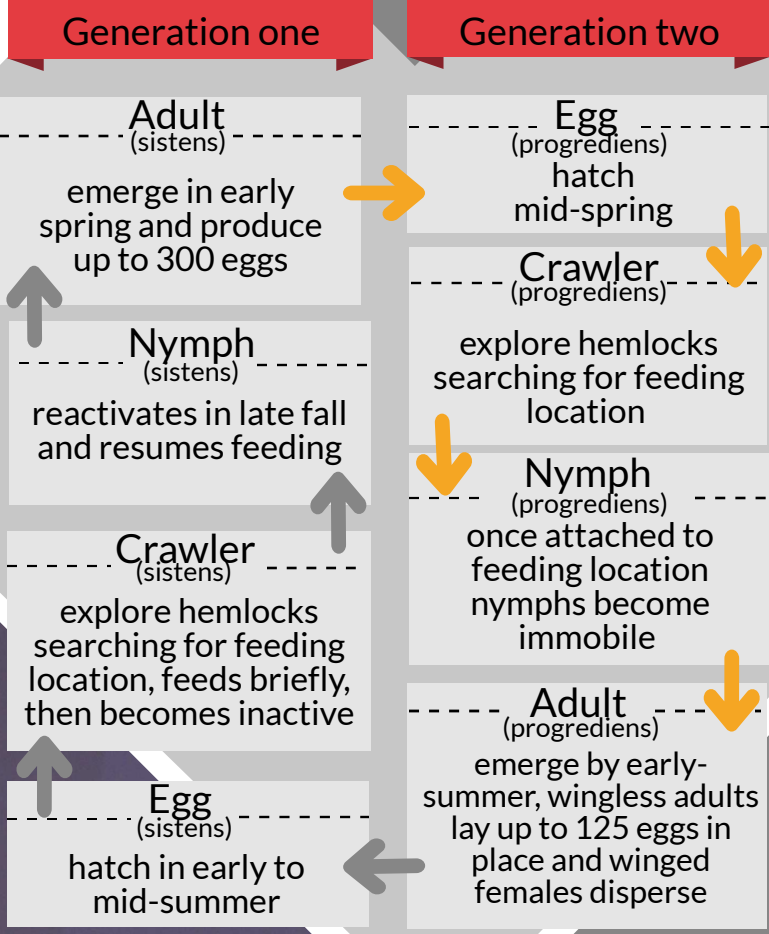 Generation one
Adult
(sistens)
emerge in early
spring and produce
up to 300 eggs
Nymph
(sistens)
reactivates in late fall
and resumes feeding
Crawler
(sistens)
explore hemlocks
searching for feeding
location, feeds briefly,
then becomes inactive
Egg
(sistens)
hatch in early to
mid-summer
Generation two
Egg
(progrediens)
hatch
mid-spring
Crawler
(progrediens)
explore hemlocks
searching for feeding
location
Nymph
(progrediens)
once attached to
feeding location
nymphs become
immobile
Adult
(progrediens)
emerge by early-
summer, wingless adults
lay up to 125 eggs in
place and winged
females disperse